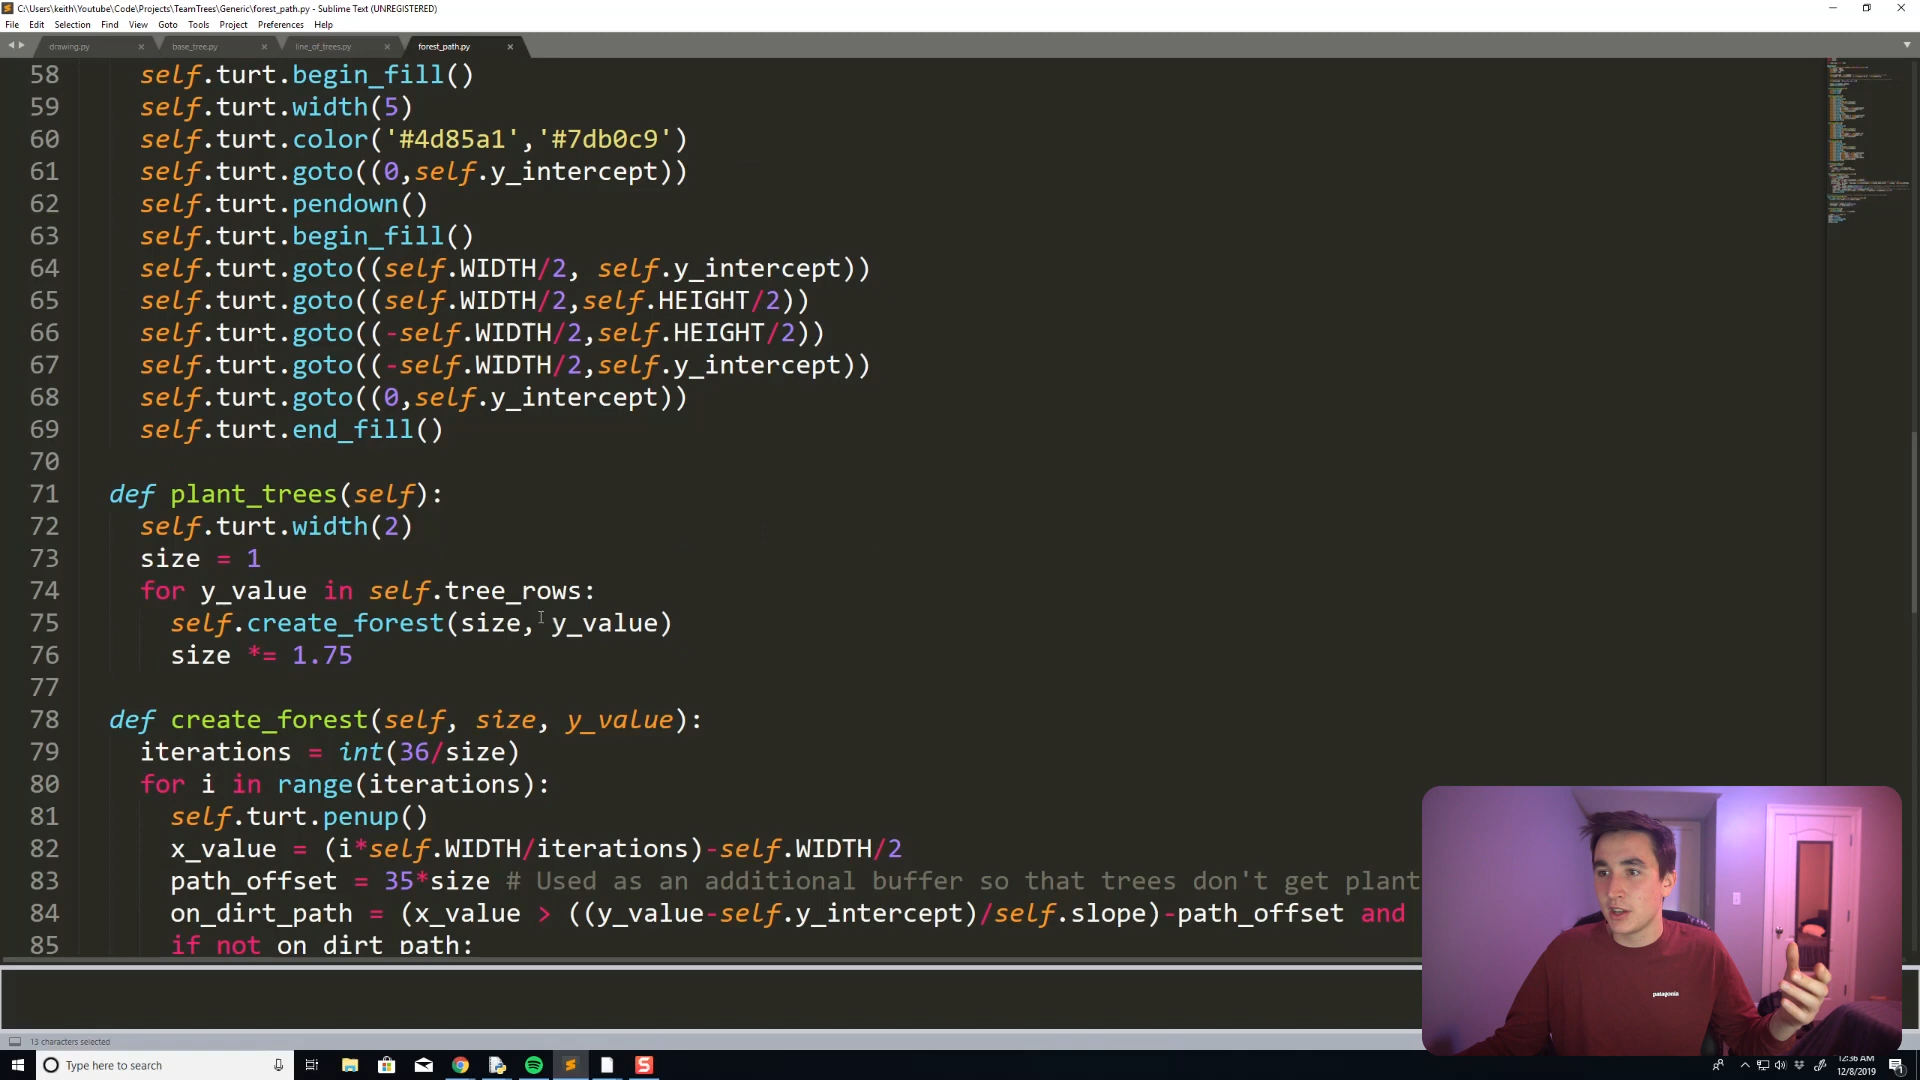 C:\Users\keith\Youtube\Code\Projects\TeamTrees\Generic\forest_path.py - Sublime Text (UNREGISTERED)
File Edit Selection Find View Goto Tools Project Preferences Help
drawing.py base_tree.py line_of_trees.py forest_path.py
58 self.turt.begin_fill()
59 self.turt.width(5)
60 self.turt.color('#4d85a1','#7db0c9')
61 self.turt.goto((0,self.y_intercept))
62 self.turt.pendown()
63 self.turt.begin_fill()
64 self.turt.goto((self.WIDTH/2, self.y_intercept))
65 self.turt.goto((self.WIDTH/2,self.HEIGHT/2))
66 self.turt.goto((-self.WIDTH/2,self.HEIGHT/2))
67 self.turt.goto((-self.WIDTH/2,self.y_intercept))
68 self.turt.goto((0,self.y_intercept))
69 self.turt.end_fill()
70
71 def plant_trees(self):
72 self.turt.width(2)
73 size = 1
74 for y_value in self.tree_rows:
75 self.create_forest(size, y_value)
76 size *= 1.75
77
78 def create_forest(self, size, y_value):
79 iterations = int(36/size)
80 for i in range(iterations):
81 self.turt.penup()
82 x_value = (i*self.WIDTH/iterations)-self.WIDTH/2
83 path_offset = 35*size # Used as an additional buffer so that trees don't get plant
84 on_dirt_path = (x_value > ((y_value-self.y_intercept)/self.slope)-path_offset and
85 if not on_dirt_path:
patagonia
13 characters selected
Type here to search
12:36 AM
12/8/2019